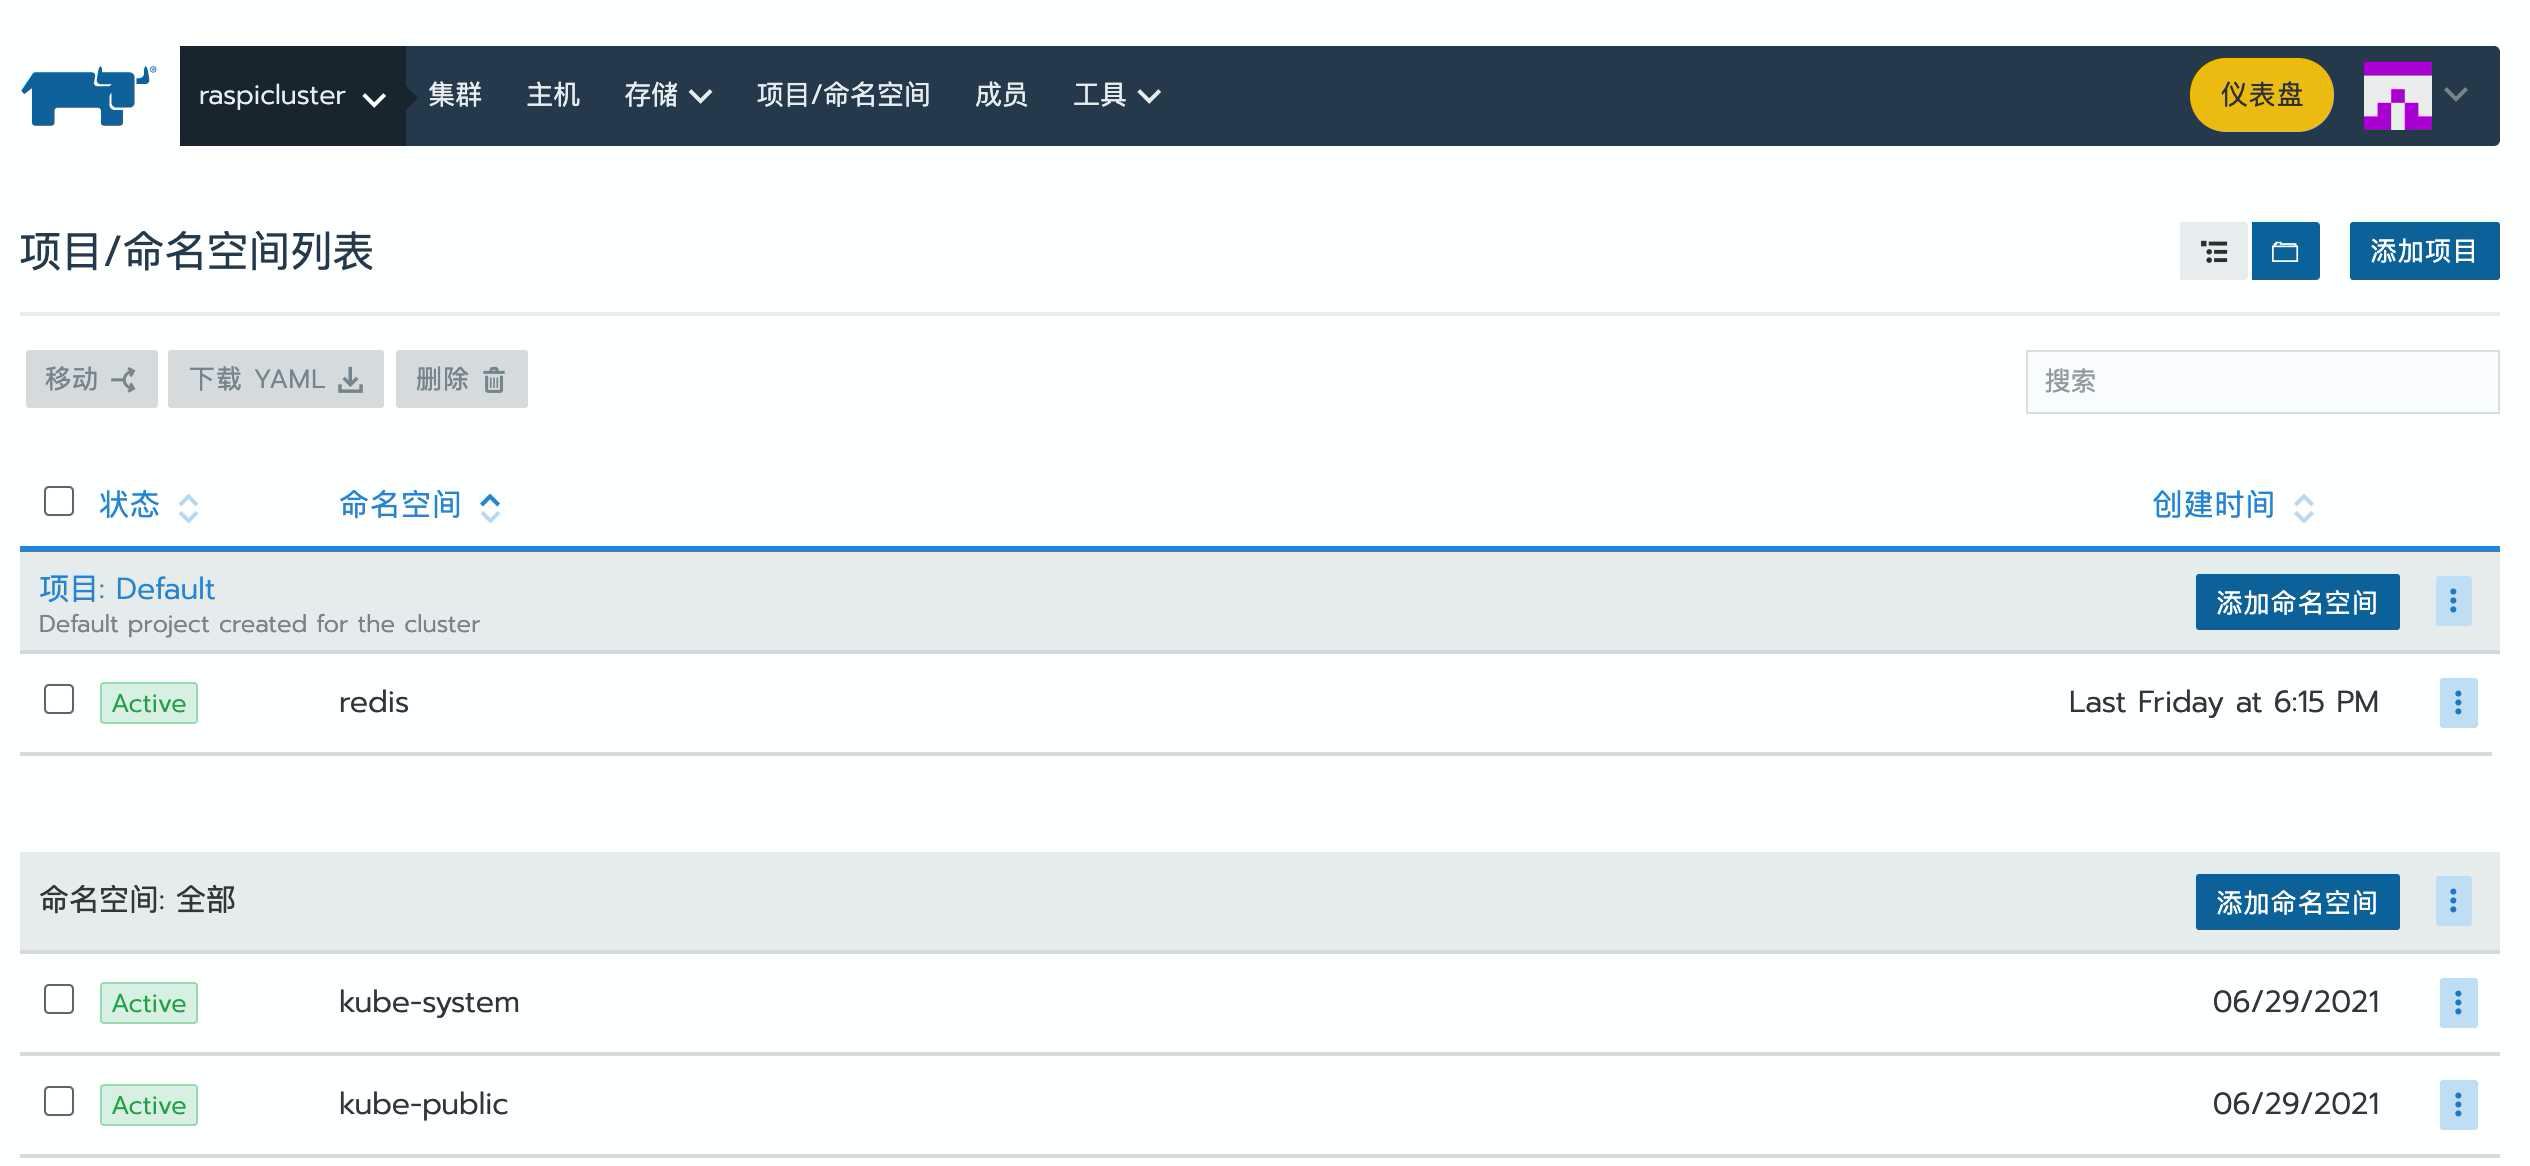 raspicluster 集群 主机 存储 项目/命名空间 成员 工具 仪表盘
项目/命名空间列表 添加项目
移动 下载 YAML 删除 搜索
状态 命名空间 创建时间
项目: Default 添加命名空间
Default project created for the cluster
Active redis Last Friday at 6:15 PM
命名空间: 全部 添加命名空间
Active kube-system 06/29/2021
Active kube-public 06/29/2021